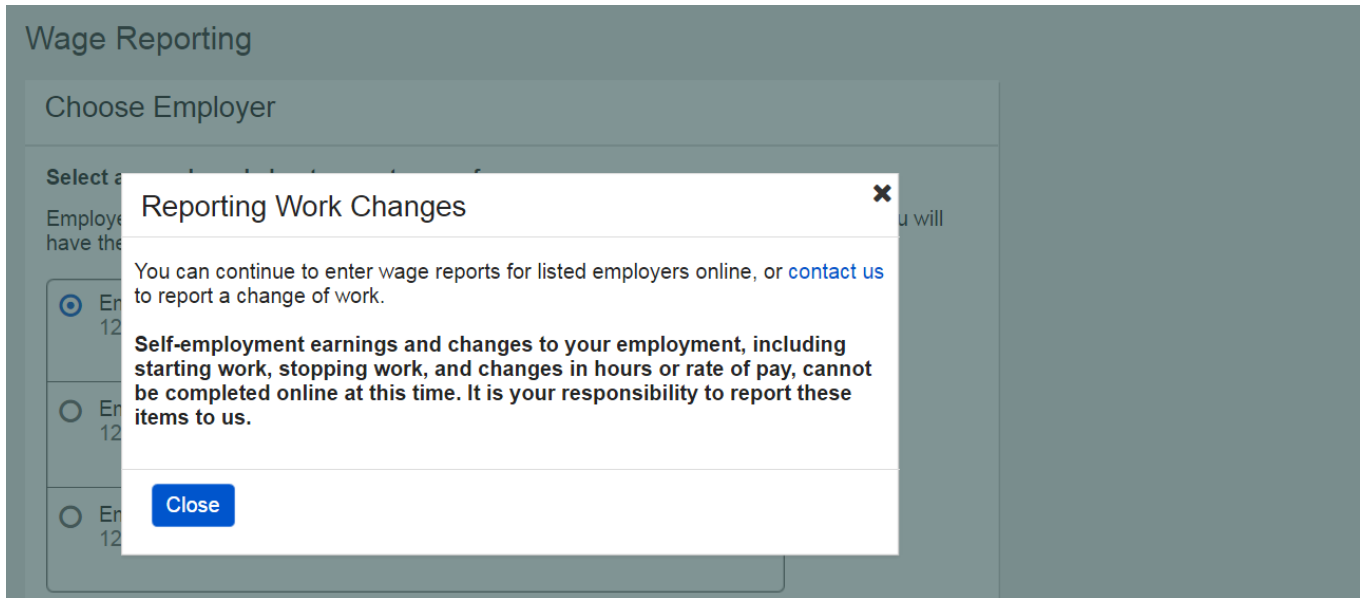 Wage Reporting
Choose Employer
Select a
u will
have the
Reporting Work Changes
You can continue to enter wage reports for listed employers online, or contact us
to report a change of work.
Self-employment earnings and changes to your employment, including
starting work, stopping work, and changes in hours or rate of pay, cannot
be completed online at this time. It is your responsibility to report these
items to us.
12
12
12
Close